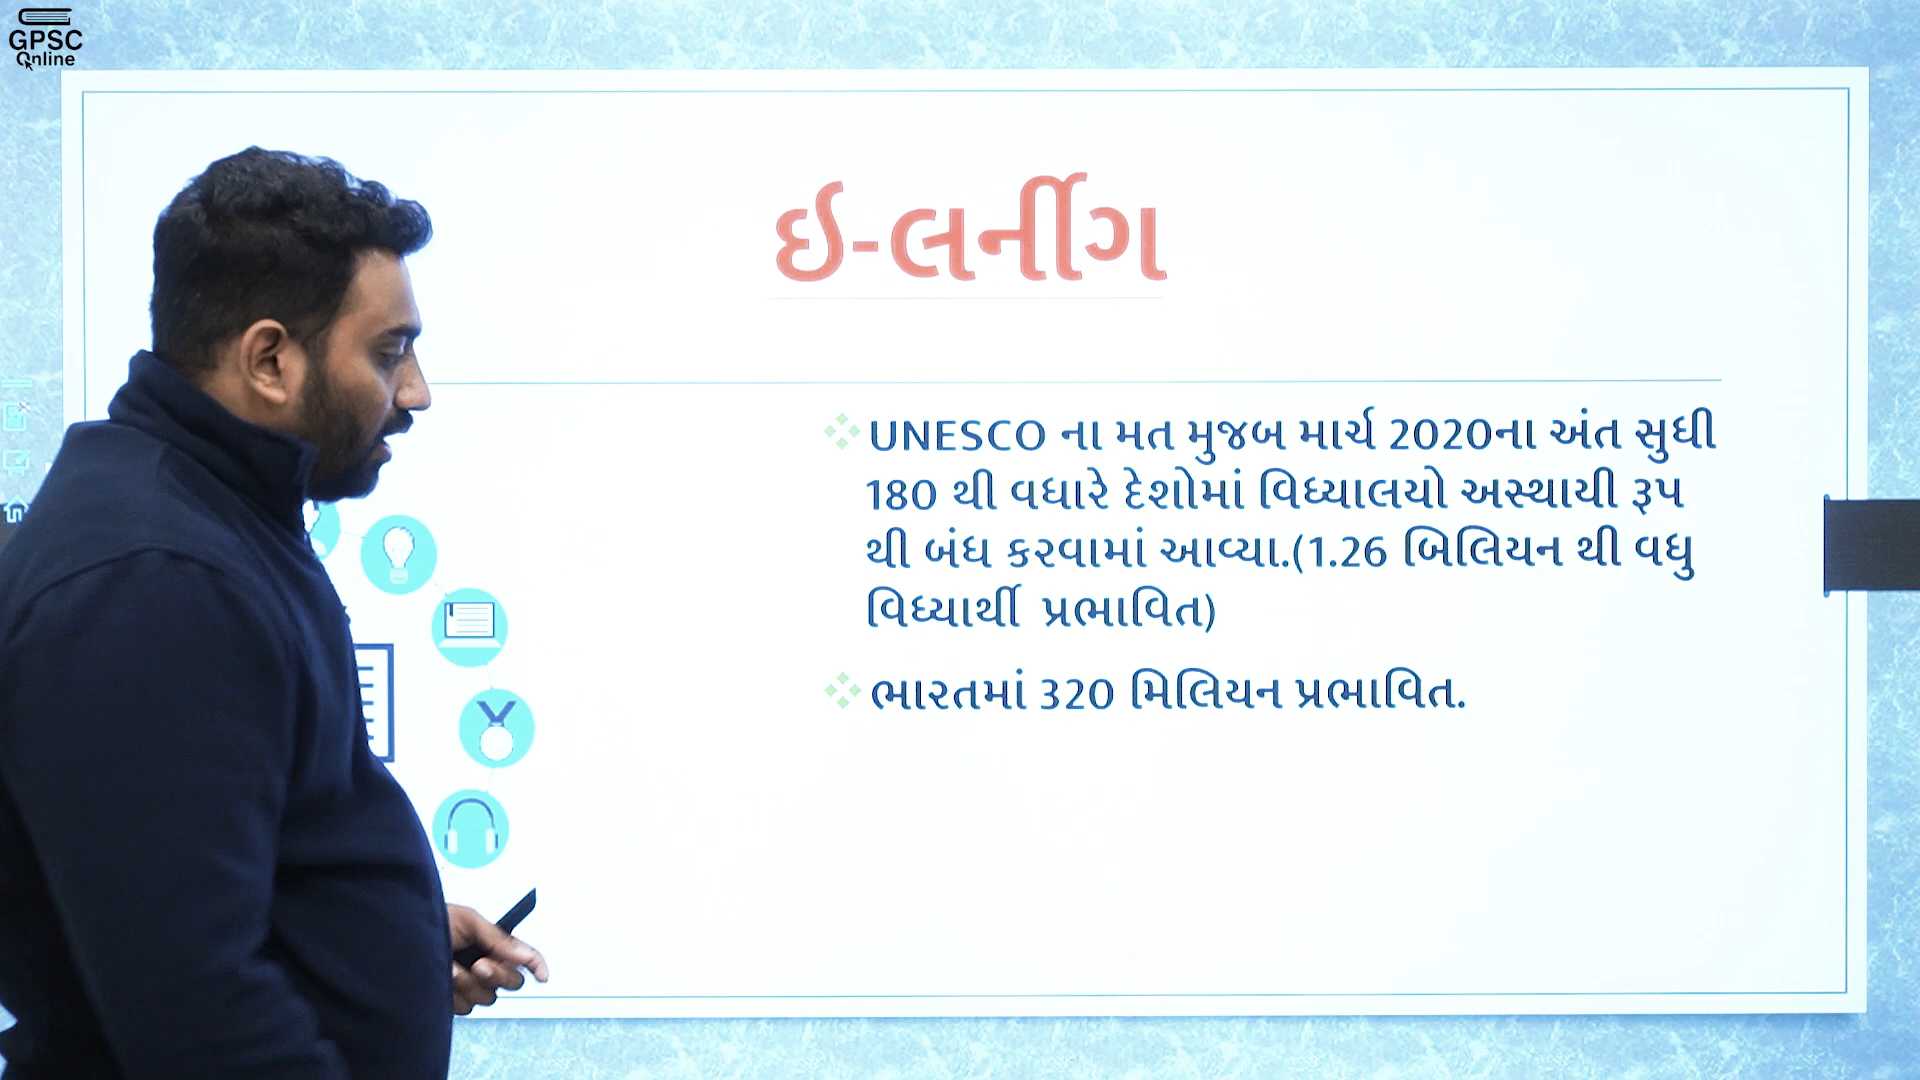 GPSC
Online
ઇ-લર્નીંગ
UNESCO ના મત મુજબ માર્ચ 2020ના અંત સુધી
180 થી વધારે દેશોમાં વિધ્યાલયો અસ્થાયી રૂપ
થી બંધ કરવામાં આવ્યા.(1.26 બિલિયન થી વધુ
વિધ્યાર્થી પ્રભાવિત)
ભારતમાં 320 મિલિયન પ્રભાવિત.